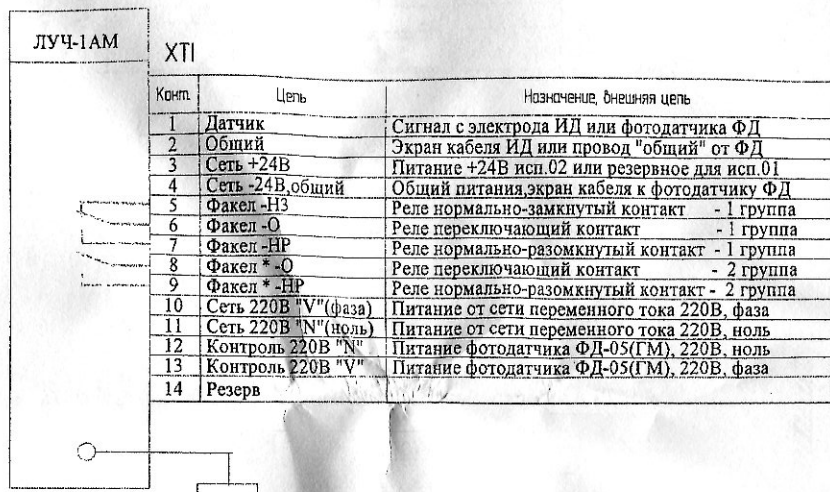 ЛУЧ-1АМ
XT1
Конт. Цепь Назначение, внешняя цепь
1 Датчик Сигнал с электрода ИД или фотодатчика ФД
2 Общий Экран кабеля ИД или провод "общий" от ФД
3 Сеть +24В Питание +24В исп.02 или резервное для исп.01
4 Сеть -24В,общий Общий питания,экран кабеля к фотодатчику ФД
5 Факел -НЗ Реле нормально-замкнутый контакт - 1 группа
6 Факел -О Реле переключающий контакт - 1 группа
7 Факел -НР Реле нормально-разомкнутый контакт - 1 группа
8 Факел * -О Реле переключающий контакт - 2 группа
9 Факел * -НР Реле нормально-разомкнутый контакт - 2 группа
10 Сеть 220В "V"(фаза) Питание от сети переменного тока 220В, фаза
11 Сеть 220В "N"(ноль) Питание от сети переменного тока 220В, ноль
12 Контроль 220В "N" Питание фотодатчика ФД-05(ГМ), 220В, ноль
13 Контроль 220В "V" Питание фотодатчика ФД-05(ГМ), 220В, фаза
14 Резерв